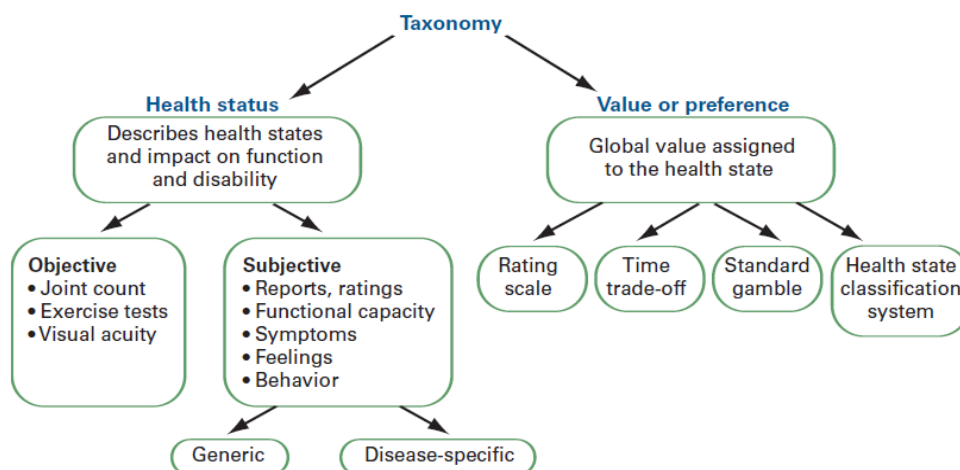 Taxonomy
Health status
Describes health states
and impact on function
and disability
Value or preference
Global value assigned
to the health state
Objective
• Joint count
• Exercise tests
• Visual acuity
Subjective
• Reports, ratings
• Functional capacity
• Symptoms
• Feelings
• Behavior
Rating
scale
Time
trade-off
Standard
gamble
Health state
classification
system
Generic
Disease-specific